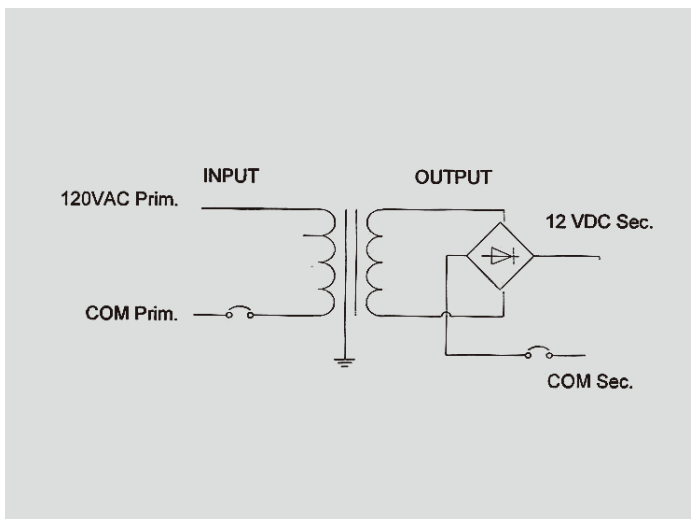 INPUT
OUTPUT
120VAC Prim.
12 VDC Sec.
COM Prim.
COM Sec.